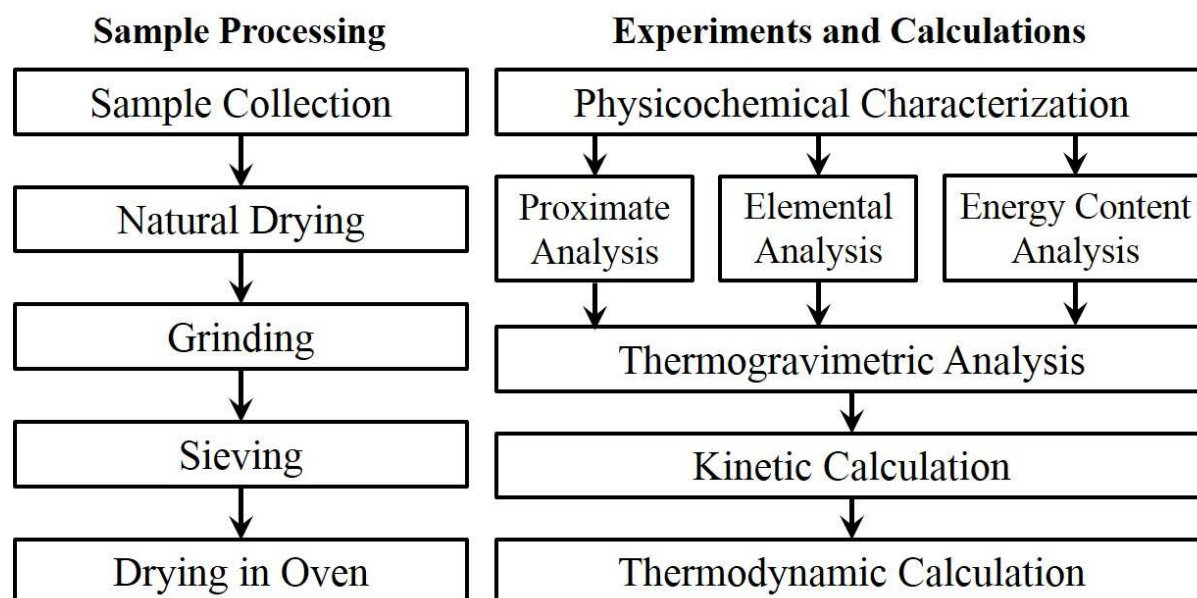 Sample Processing
Sample Collection
Natural Drying
Grinding
Sieving
Drying in Oven
Experiments and Calculations
Physicochemical Characterization
Proximate
Analysis
Elemental
Analysis
Energy Content
Analysis
Thermogravimetric Analysis
Kinetic Calculation
Thermodynamic Calculation